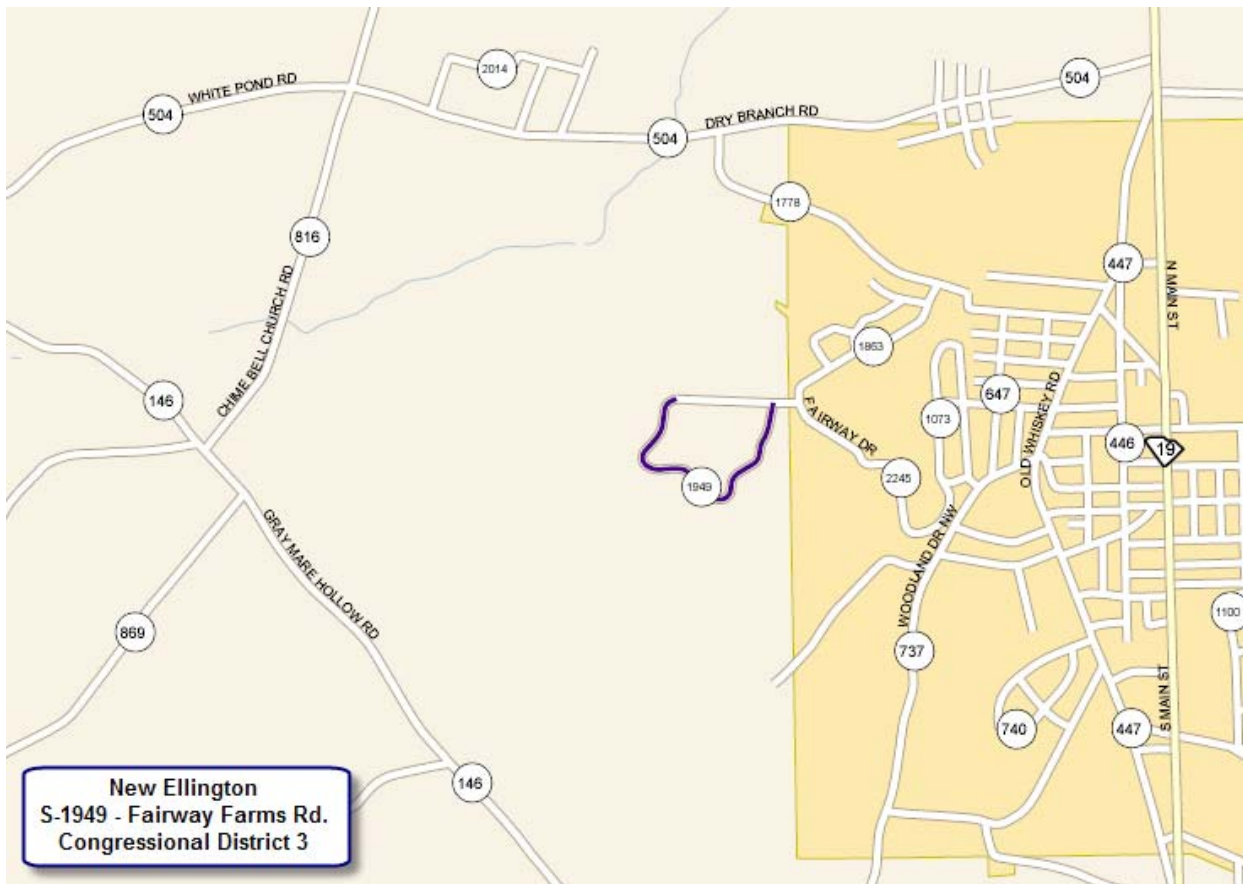 2014
WHITE POND RD
504
504
504
DRY BRANCH RD
1778
816
447
N MAIN ST
CHIME BELL CHURCH RD
1863
146
647
OLD WHISKEY RD
FAIRWAY DR
1073
446
19
1949
2245
GRAY MARE HOLLOW RD
WOODLAND DR NW
869
1100
737
S MAIN ST
740
447
146
New Ellington
S-1949 - Fairway Farms Rd.
Congressional District 3